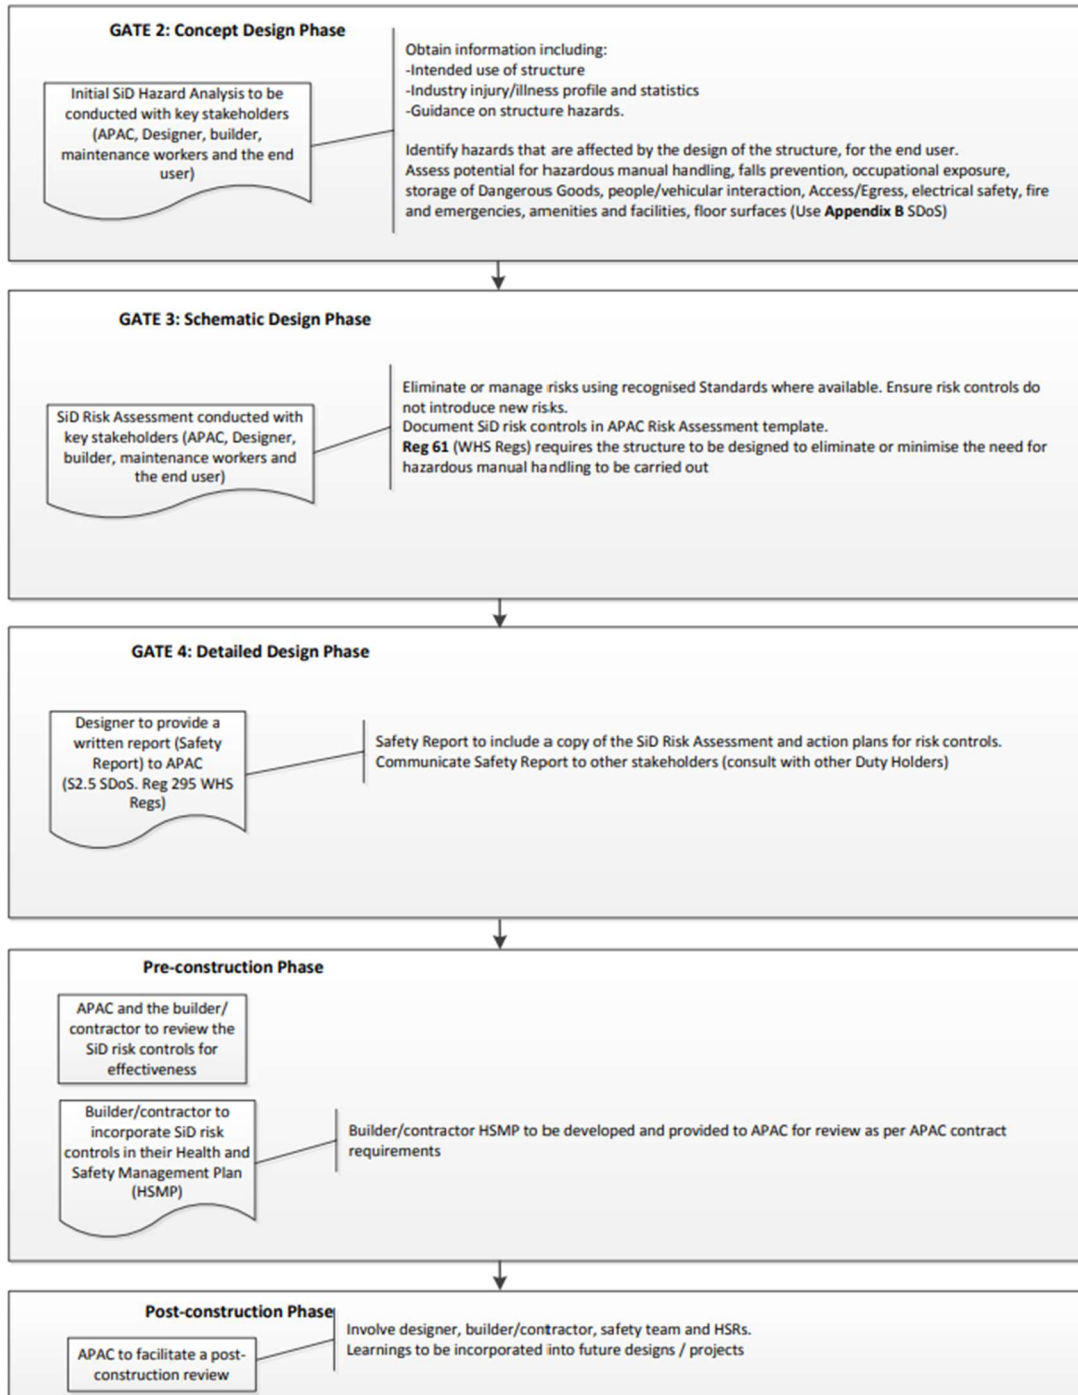 GATE 2: Concept Design Phase
Initial SiD Hazard Analysis to be
conducted with key stakeholders
(APAC, Designer, builder,
maintenance workers and the end
user)
Obtain information including:
-Intended use of structure
-Industry injury/illness profile and statistics
-Guidance on structure hazards.
Identify hazards that are affected by the design of the structure, for the end user.
Assess potential for hazardous manual handling, falls prevention, occupational exposure,
storage of Dangerous Goods, people/vehicular interaction, Access/Egress, electrical safety, fire
and emergencies, amenities and facilities, floor surfaces (Use Appendix B SDoS)
GATE 3: Schematic Design Phase
SiD Risk Assessment conducted with
key stakeholders (APAC, Designer,
builder, maintenance workers and
the end user)
Eliminate or manage risks using recognised Standards where available. Ensure risk controls do
not introduce new risks.
Document SiD risk controls in APAC Risk Assessment template.
Reg 61 (WHS Regs) requires the structure to be designed to eliminate or minimise the need for
hazardous manual handling to be carried out
GATE 4: Detailed Design Phase
Designer to provide a
written report (Safety
Report) to APAC
(S2.5 SDoS. Reg 295 WHS
Regs)
Safety Report to include a copy of the SiD Risk Assessment and action plans for risk controls.
Communicate Safety Report to other stakeholders (consult with other Duty Holders)
Pre-construction Phase
APAC and the builder/
contractor to review the
SiD risk controls for
effectiveness
Builder/contractor to
incorporate SiD risk
controls in their Health and
Safety Management Plan
(HSMP)
Builder/contractor HSMP to be developed and provided to APAC for review as per APAC contract
requirements
Post-construction Phase
APAC to facilitate a post-
construction review
Involve designer, builder/contractor, safety team and HSRs.
Learnings to be incorporated into future designs / projects